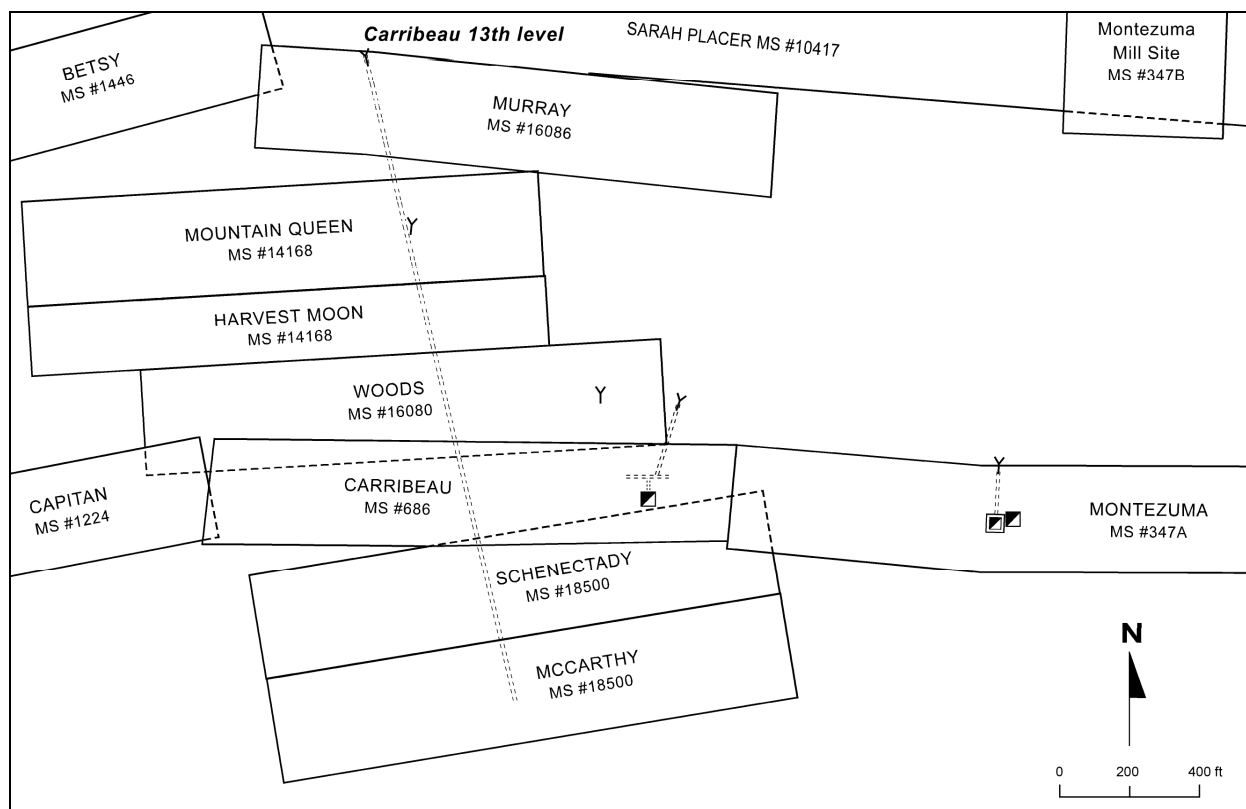 Carribeau 13th level
SARAH PLACER MS #10417
Montezuma
Mill Site
MS #347B
BETSY
MS #1446
MURRAY
MS #16086
MOUNTAIN QUEEN
MS #14168
HARVEST MOON
MS #14168
WOODS
MS #16080
CAPITAN
MS #1224
CARRIBEAU
MS #686
MONTEZUMA
MS #347A
SCHENECTADY
MS #18500
MCCARTHY
MS #18500
N
0 200 400 ft